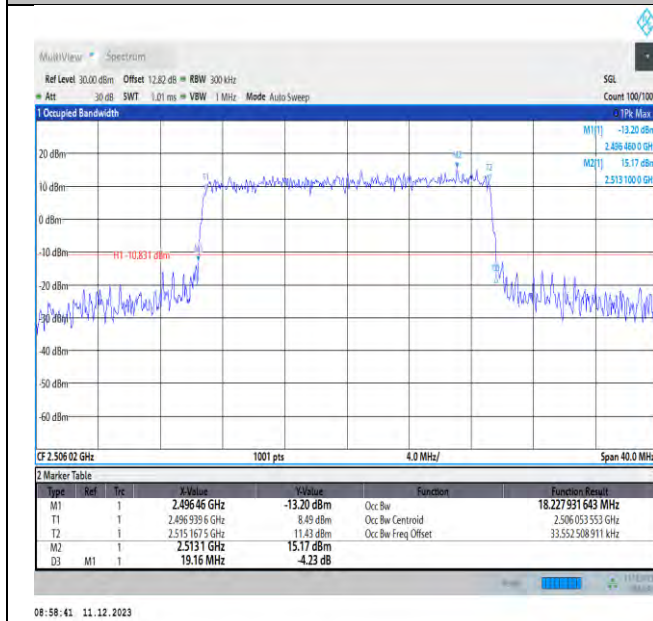 MultiView Spectrum
Ref Level 30.00 dBm Offset 12.82 dB RBW 300 kHz SGL
Att 30 dB SWT 1.01 ms VBW 1 MHz Mode Auto Sweep Count 100/100
1 Occupied Bandwidth 1Pk Max
M1[1] -13.20 dBm
2.496 460 0 GH
M2[1] 15.17 dBm
2.513 100 0 GH
20 dBm
10 dBm
0 dBm
-10 dBm
H1 -10.831 dBm
-20 dBm
-30 dBm
-40 dBm
-50 dBm
-60 dBm
T1
M2
T2
M1
CF 2.506 02 GHz 1001 pts 4.0 MHz/ Span 40.0 MHz
2 Marker Table
Type Ref Trc X-Value Y-Value Function Function Result
M1 1 2.496 46 GHz -13.20 dBm Occ Bw 18.227 931 643 MHz
T1 1 2.496 939 6 GHz 8.49 dBm Occ Bw Centroid 2.506 053 553 GHz
T2 1 2.515 167 5 GHz 11.43 dBm Occ Bw Freq Offset 33.552 508 911 kHz
M2 1 2.513 1 GHz 15.17 dBm
D3 M1 1 19.16 MHz -4.23 dB
08:58:41 11.12.2023